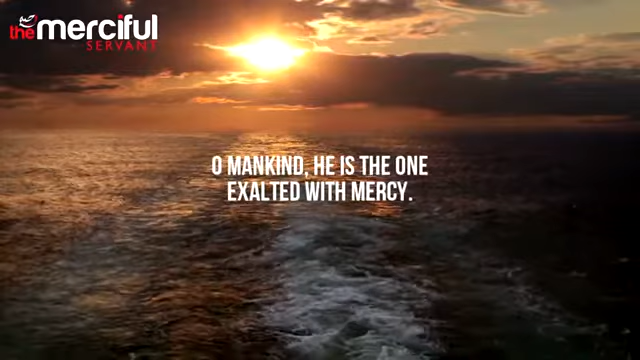 the merciful
SERVANT
O MANKIND, HE IS THE ONE
EXALTED WITH MERCY.